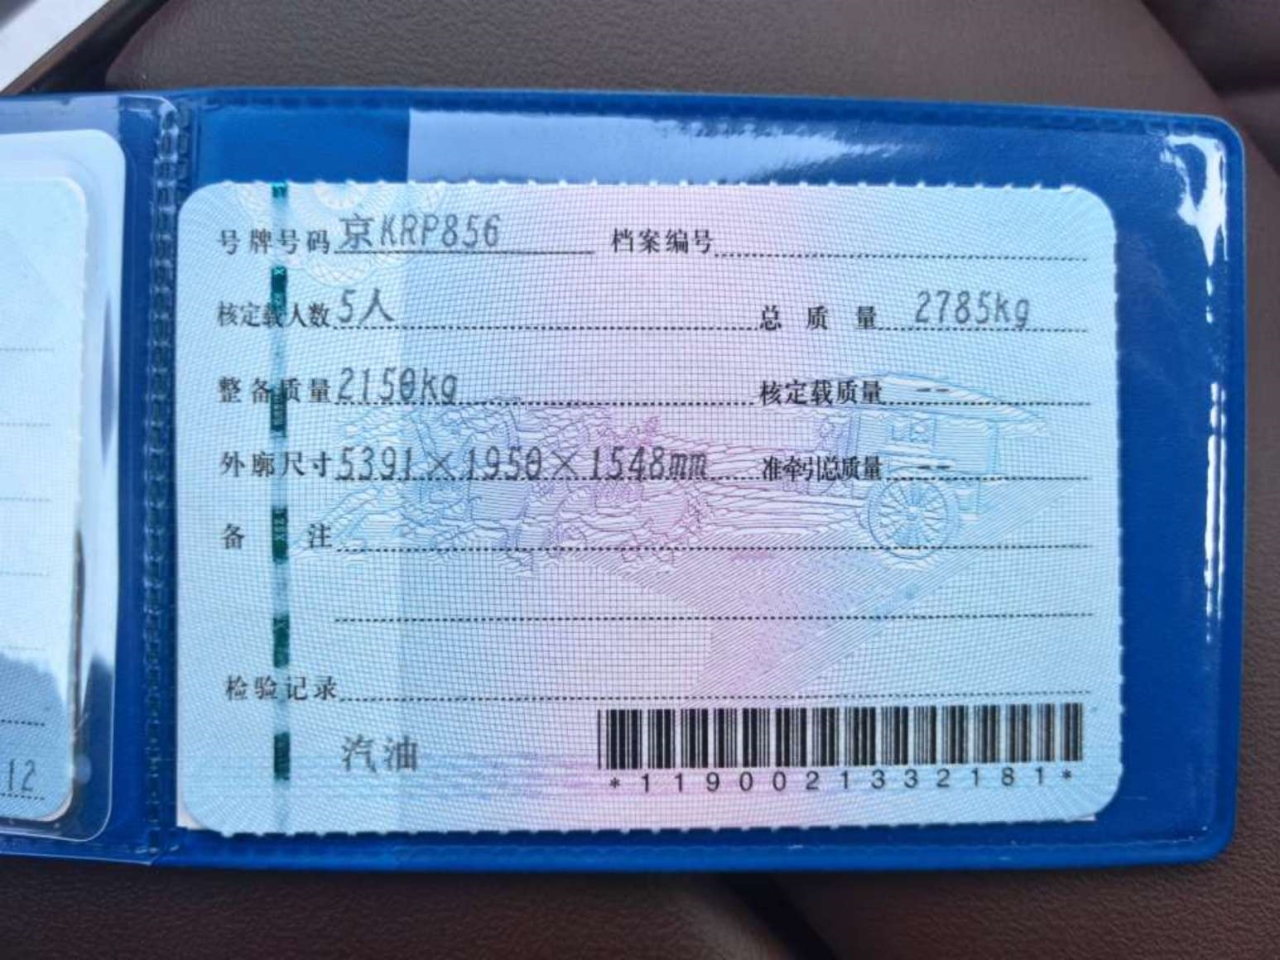 号牌号码 京KRP856 档案编号
核定载人数 5人 总质量 2785kg
整备质量 2150kg 核定载质量 --
外廓尺寸 5391×1950×1548mm 准牵引总质量 --
备注
检验记录
汽油
*1190021332181*
12